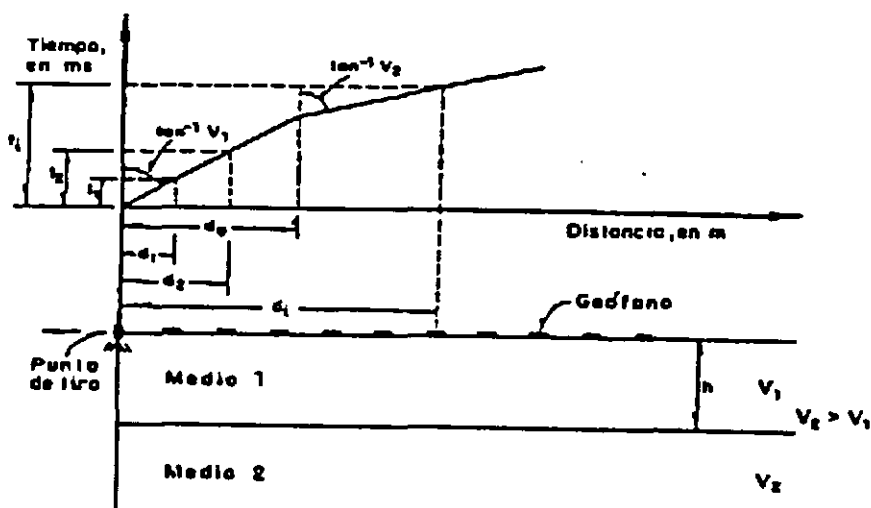 Tiempo,
en ms
tan⁻¹ V₂
tan⁻¹ V₁
tᵢ
t₂
t₁
d₁
d₂
dᵢ
Distancia, en m
Geófono
Punto
de tiro
Medio 1
h
V₁
V₂ > V₁
Medio 2
V₂